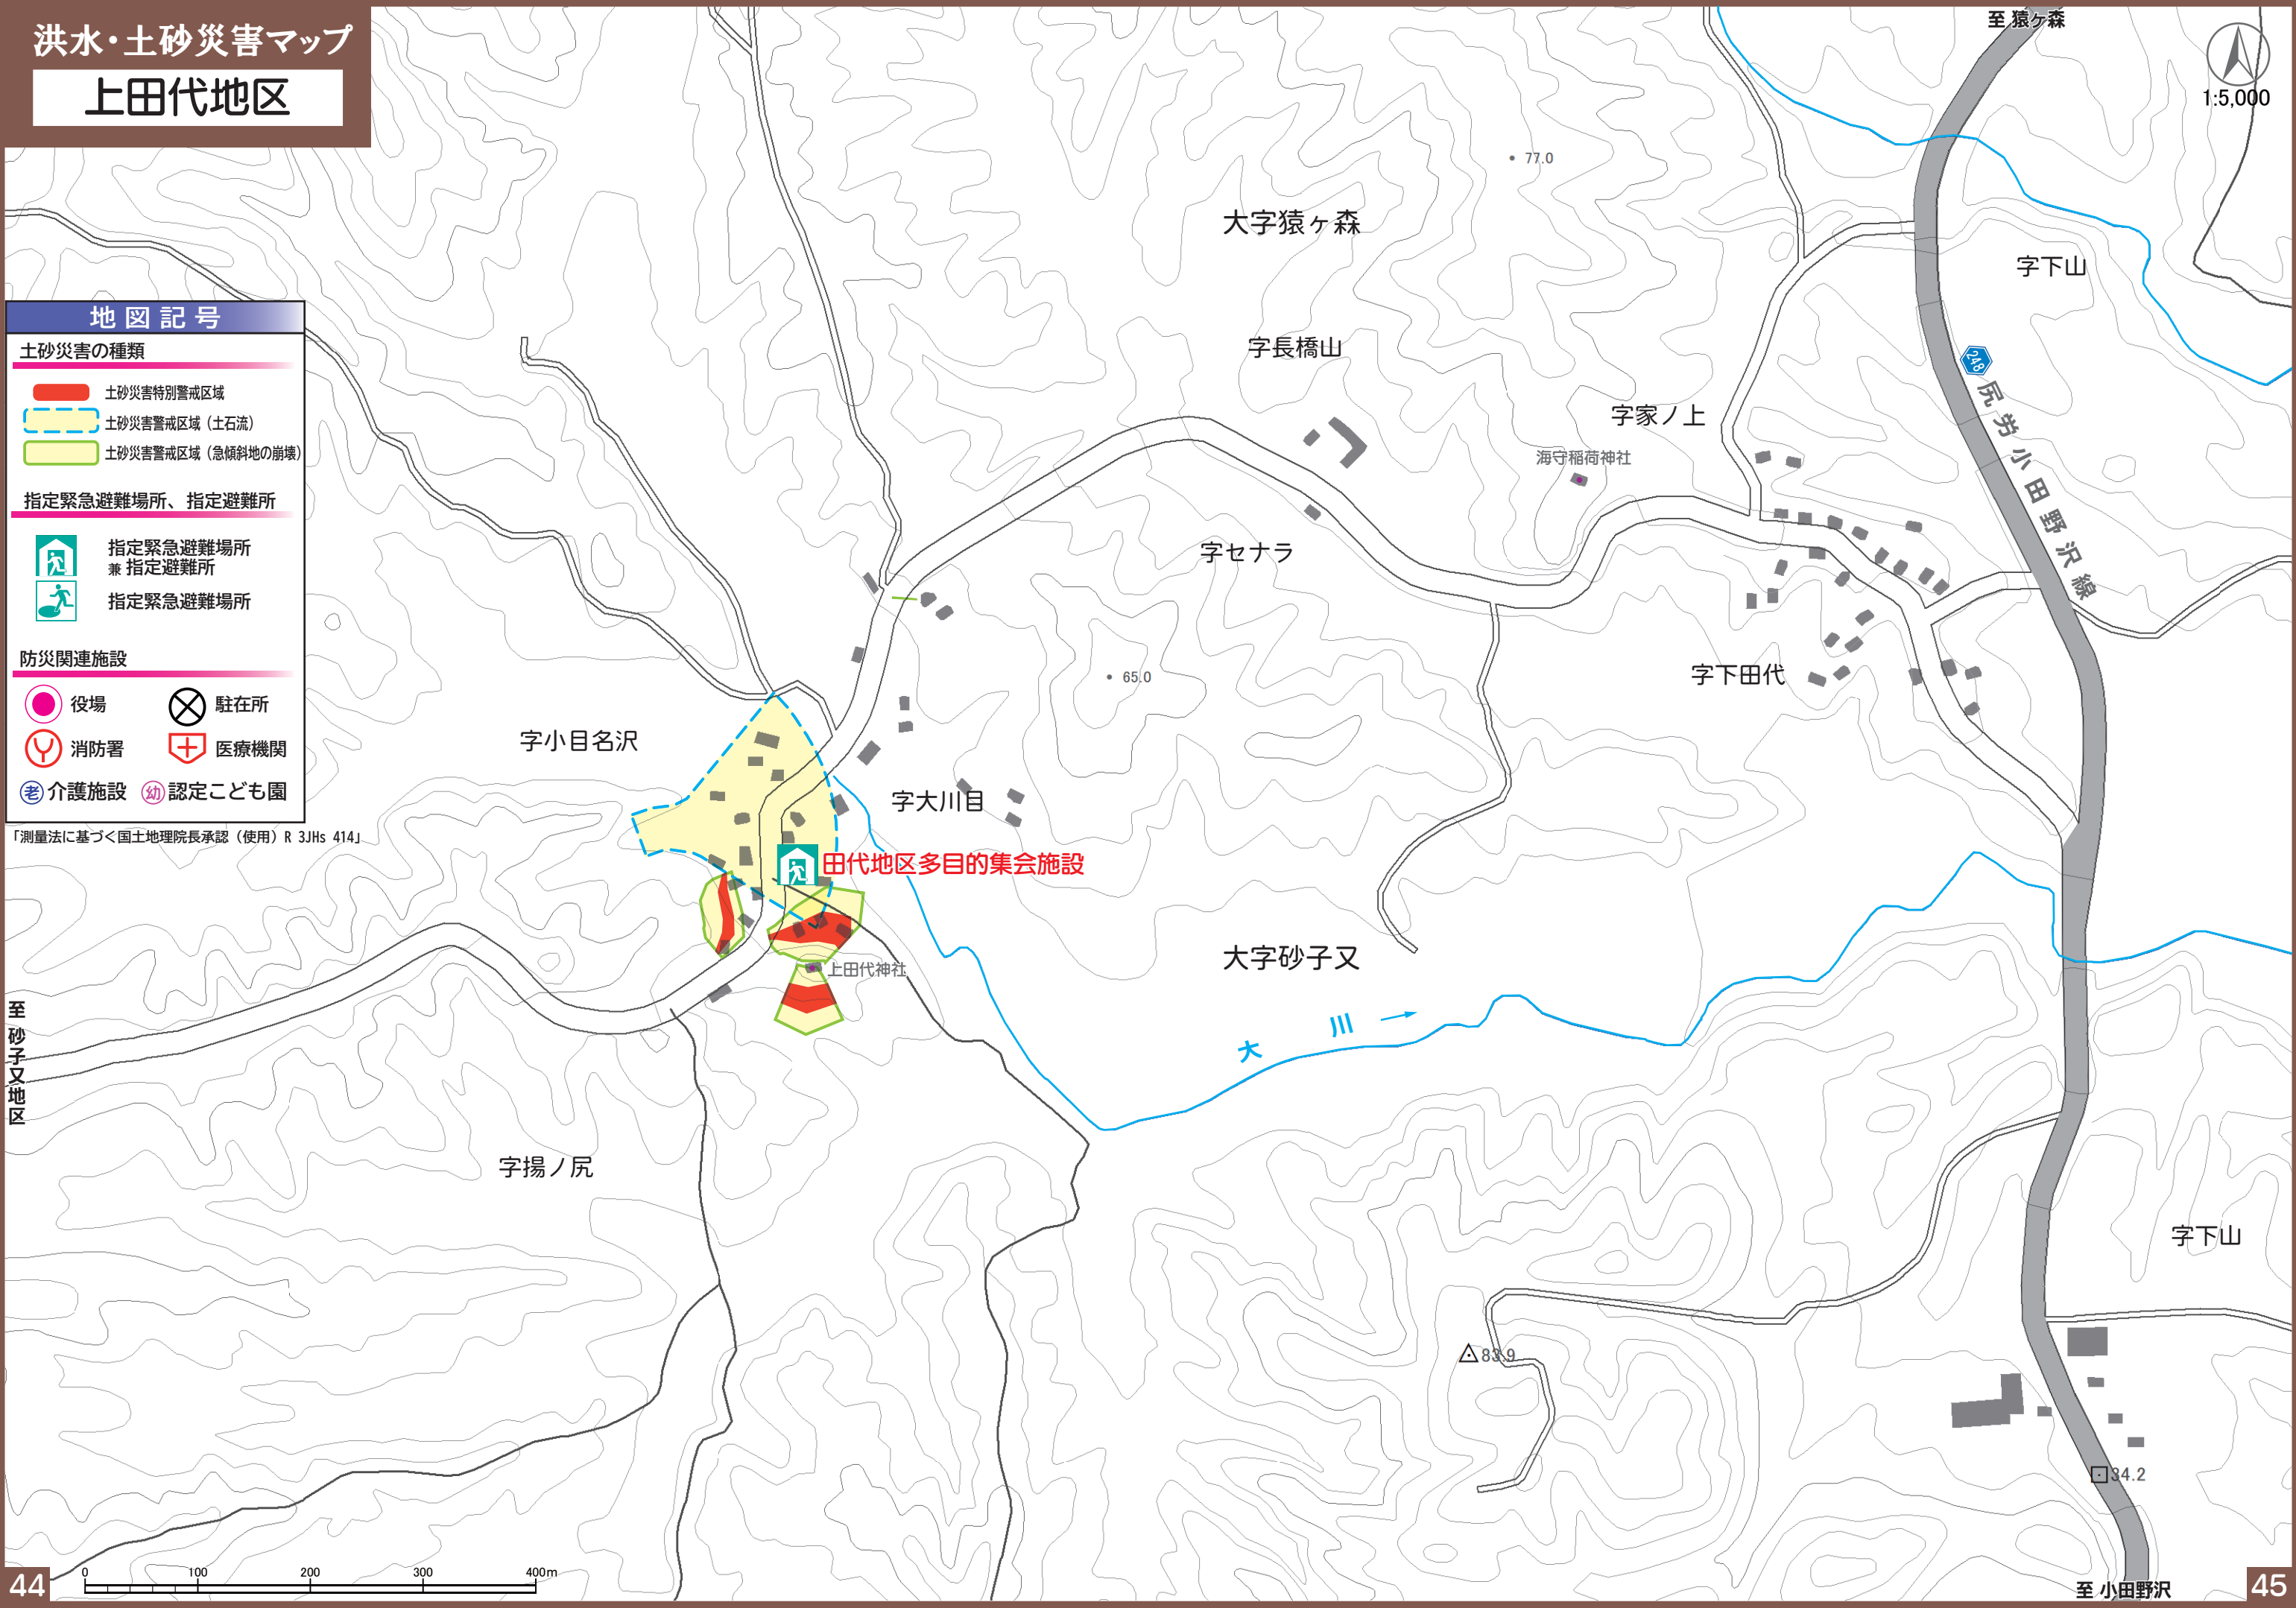 洪水・土砂災害マップ
上田代地区
至 猿ヶ森
1:5,000
77.0
大字猿ヶ森
字下山
字長橋山
248
尻労小田野沢線
字家ノ上
海守稲荷神社
字セナラ
65.0
字下田代
字小目名沢
字大川目
田代地区多目的集会施設
上田代神社
大字砂子又
大川
至 砂子又地区
字揚ノ尻
字下山
83.9
34.2
地図記号
土砂災害の種類
土砂災害特別警戒区域
土砂災害警戒区域（土石流）
土砂災害警戒区域（急傾斜地の崩壊）
指定緊急避難場所、指定避難所
指定緊急避難場所
兼 指定避難所
指定緊急避難場所
防災関連施設
役場
駐在所
消防署
医療機関
老 介護施設
幼 認定こども園
「測量法に基づく国土地理院長承認（使用）R 3JHs 414」
0 100 200 300 400m
44
至 小田野沢
45